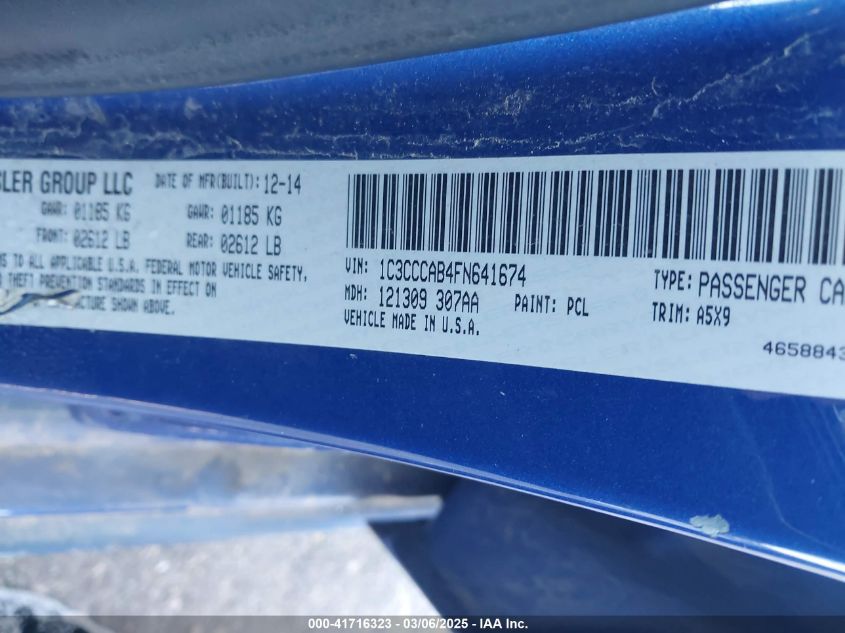 SLER GROUP LLC DATE OF MFR(BUILT): 12-14
GAWR: 01185 KG GAWR: 01185 KG
FRONT: 02612 LB REAR: 02612 LB
MS TO ALL APPLICABLE U.S.A. FEDERAL MOTOR VEHICLE SAFETY,
D THEFT PREVENTION STANDARDS IN EFFECT ON
CTURE SHOWN ABOVE.
VIN: 1C3CCCAB4FN641674 TYPE: PASSENGER CA
MDH: 121309 307AA PAINT: PCL TRIM: A5X9
VEHICLE MADE IN U.S.A.
4658843
000-41716323 - 03/06/2025 - IAA Inc.